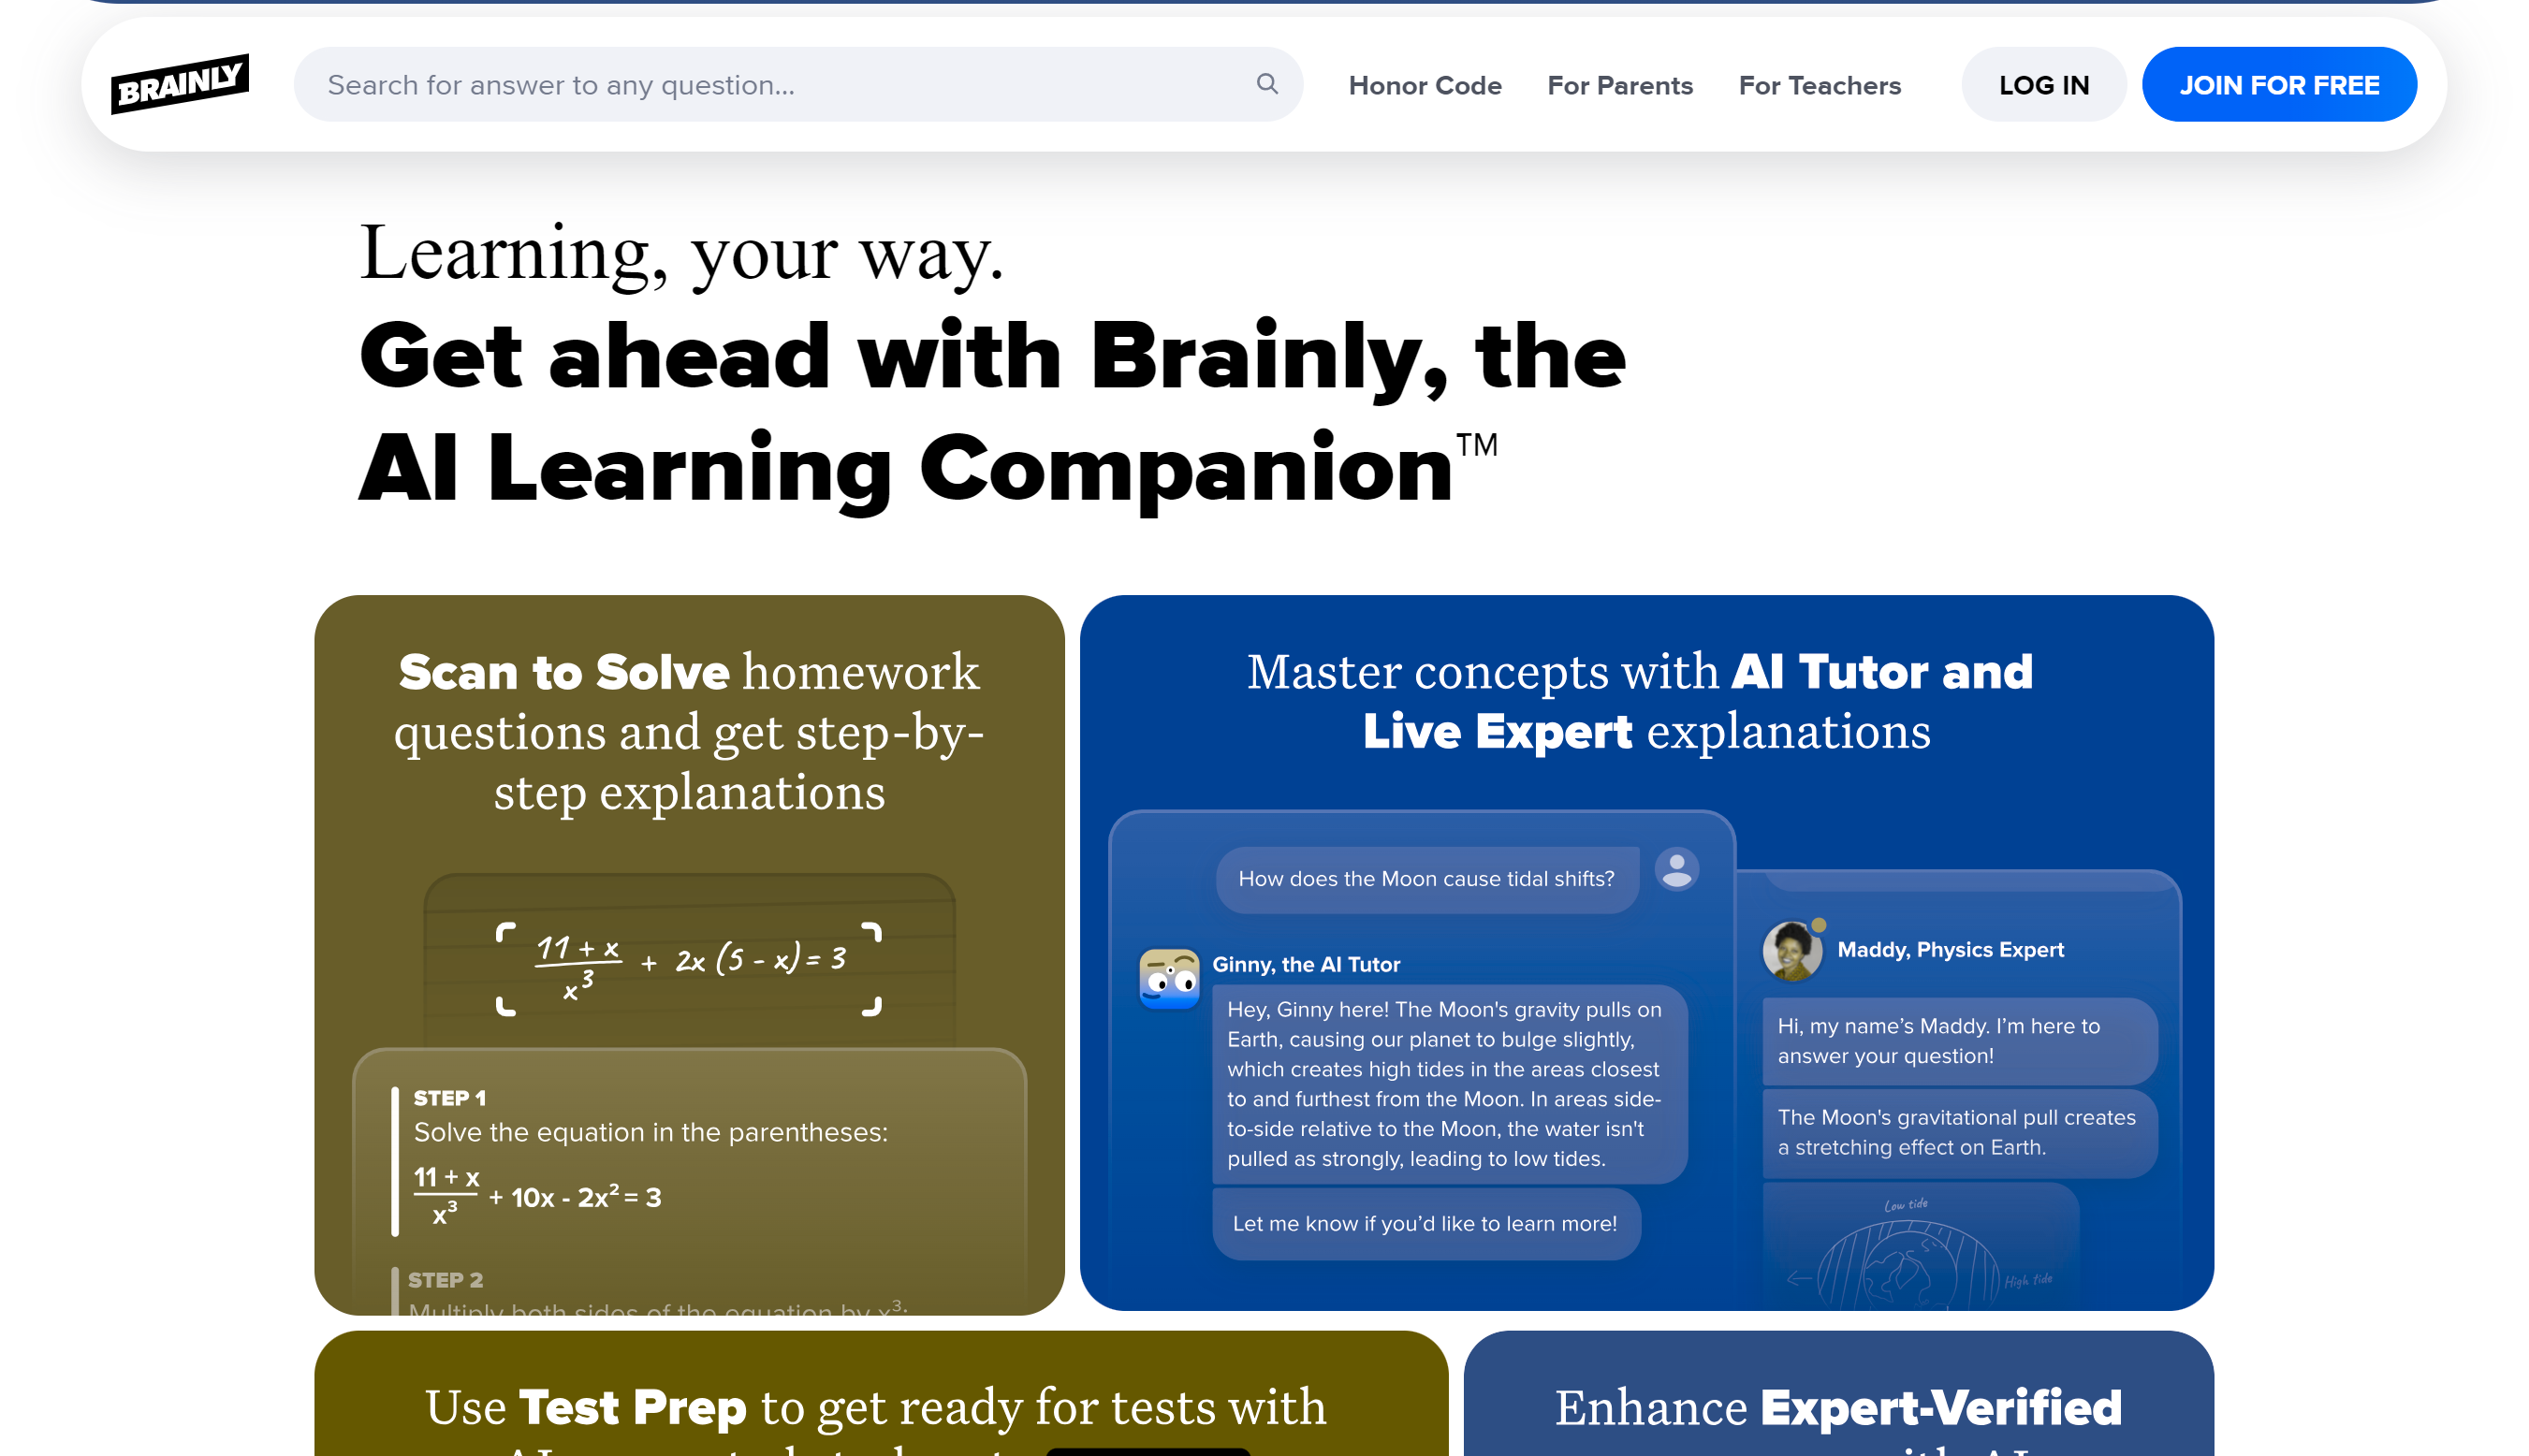 BRAINLY
Search for answer to any question...
Honor Code
For Parents
For Teachers
LOG IN
JOIN FOR FREE
Learning, your way.
Get ahead with Brainly, the
AI Learning Companion™
Scan to Solve homework
questions and get step-by-
step explanations
11 + x / x³ + 2x (5 - x) = 3
STEP 1
Solve the equation in the parentheses:
11 + x / x³ + 10x - 2x² = 3
STEP 2
Multiply both sides of the equation by x³:
Master concepts with AI Tutor and
Live Expert explanations
How does the Moon cause tidal shifts?
Ginny, the AI Tutor
Hey, Ginny here! The Moon's gravity pulls on
Earth, causing our planet to bulge slightly,
which creates high tides in the areas closest
to and furthest from the Moon. In areas side-
to-side relative to the Moon, the water isn't
pulled as strongly, leading to low tides.
Let me know if you’d like to learn more!
Maddy, Physics Expert
Hi, my name’s Maddy. I’m here to
answer your question!
The Moon's gravitational pull creates
a stretching effect on Earth.
Low tide
High tide
Use Test Prep to get ready for tests with
Enhance Expert-Verified